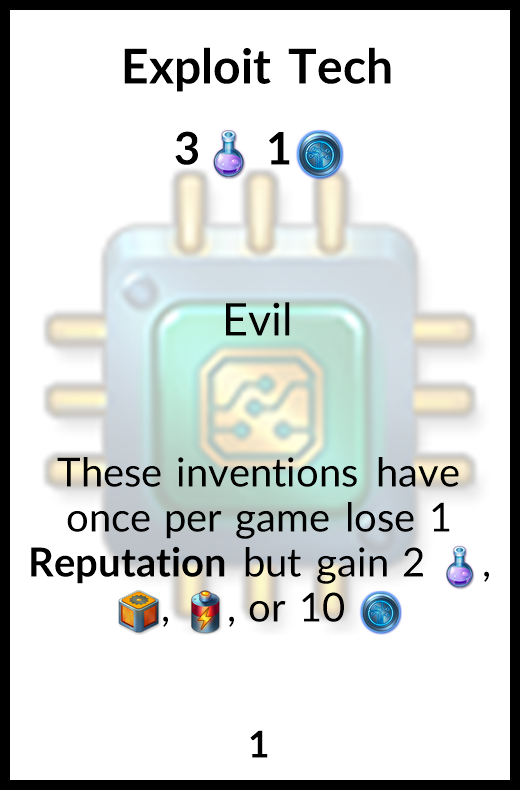 Exploit Tech
3 1
Evil
These inventions have
once per game lose 1
Reputation but gain 2 ,
, , or 10
1